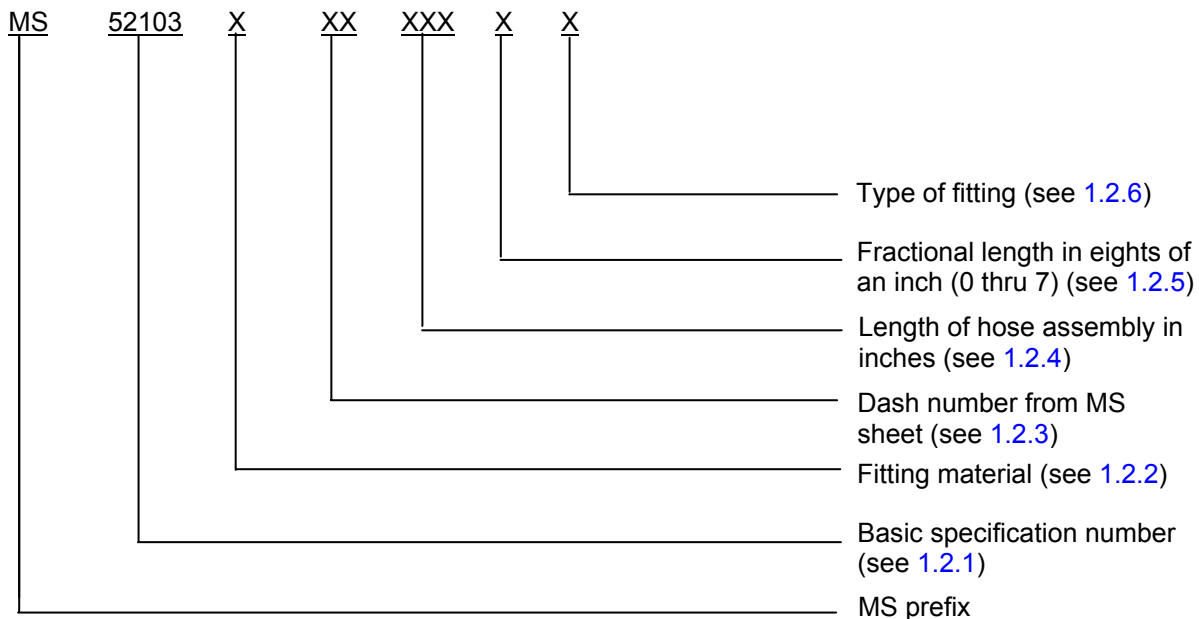 MS 52103 X XX XXX X X
Type of fitting (see 1.2.6)
Fractional length in eights of
an inch (0 thru 7) (see 1.2.5)
Length of hose assembly in
inches (see 1.2.4)
Dash number from MS
sheet (see 1.2.3)
Fitting material (see 1.2.2)
Basic specification number
(see 1.2.1)
MS prefix